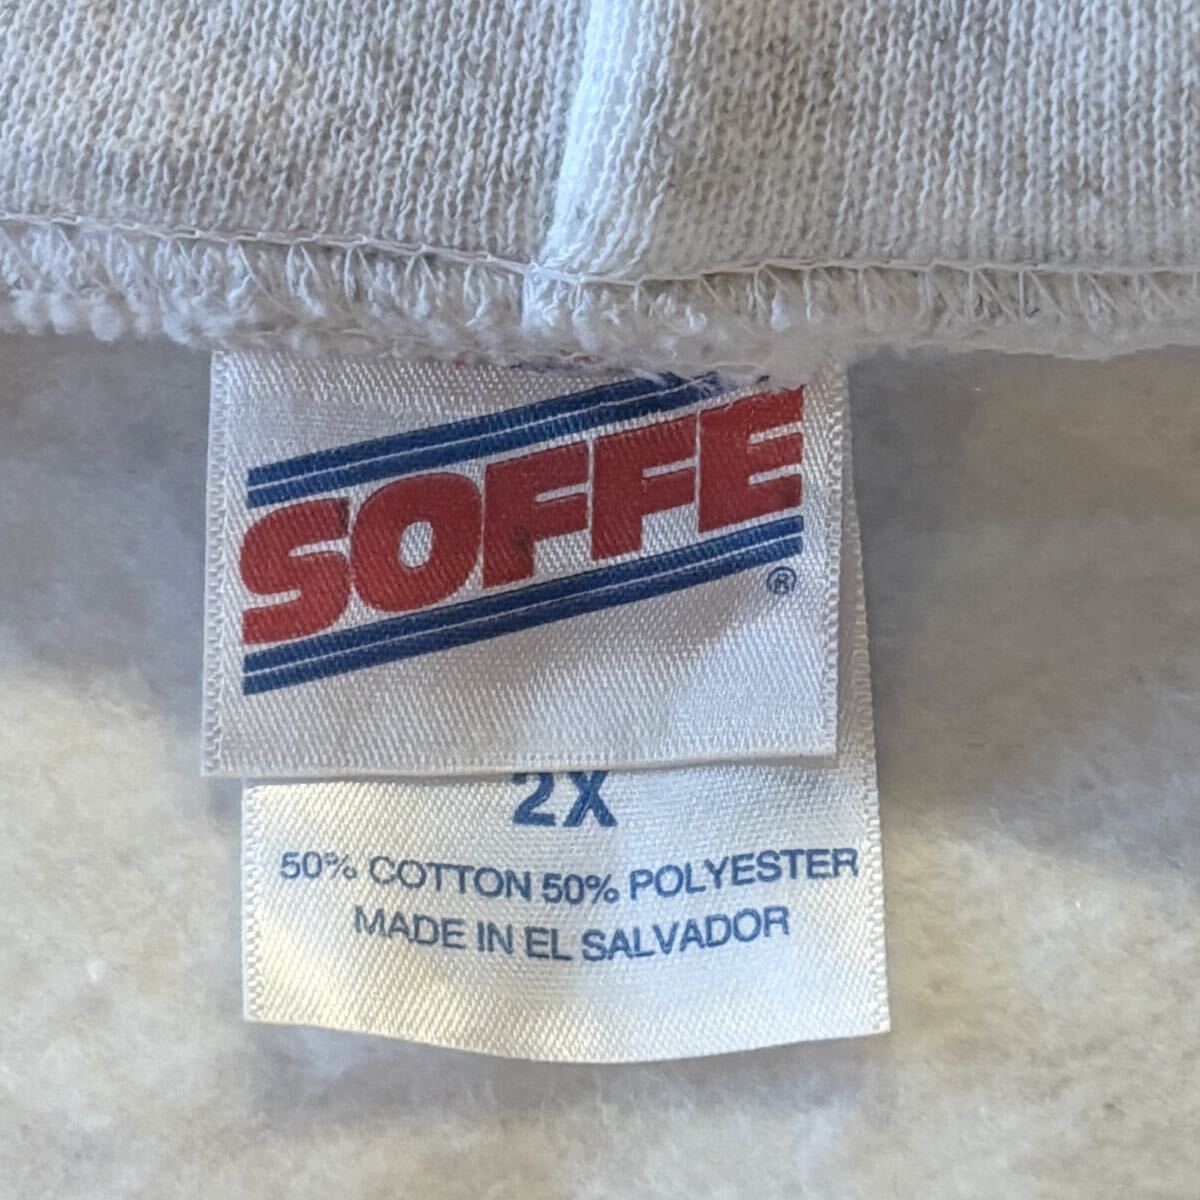 SOFFE
®
2X
50% COTTON 50% POLYESTER
MADE IN EL SALVADOR